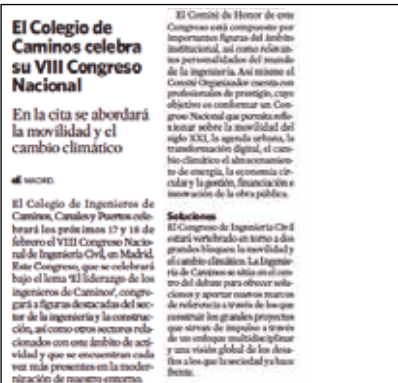 El Colegio de
Caminos celebra
su VIII Congreso
Nacional
En la cita se abordará
la movilidad y el
cambio climático
MADRID.
El Colegio de Ingenieros de
Caminos, Canales y Puertos cele-
brará los próximos 17 y 18 de
febrero el VIII Congreso Nacio-
nal de Ingeniería Civil, en Madrid.
Este Congreso, que se celebrará
bajo el lema ‘El liderazgo de los
ingenieros de Caminos’, congre-
gará a figuras destacadas del sec-
tor de la ingeniería y la construc-
ción, así como otros sectores rela-
cionados con este ámbito de acti-
vidad y que se encuentran cada
vez más presentes en la moder-
nización de nuestro entorno.
El Comité de Honor de este
Congreso está compuesto por
importantes figuras del ámbito
institucional, así como relevan-
tes personalidades del mundo
de la ingeniería. Así mismo el
Comité Organizador cuenta con
profesionales de prestigio, cuyo
objetivo es conformar un Con-
greso Nacional que permita refle-
xionar sobre la movilidad del
siglo XXI, la agenda urbana, la
transformación digital, el cam-
bio climático el almacenamien-
to de energía, la economía cir-
cular y la gestión, financiación e
innovación de la obra pública.
Soluciones
El Congreso de Ingeniería Civil
estará vertebrado en torno a dos
grandes bloques: la movilidad y
el cambio climático. La Ingenie-
ría de Caminos se sitúa en el cen-
tro del debate para ofrecer solu-
ciones y aportar nuevos marcos
de referencia a través de los que
construir los grandes proyectos
que sirvan de impulso a través
de un enfoque multidisciplinar
y una visión global de los desa-
fíos a los que la sociedad ya hace
frente.